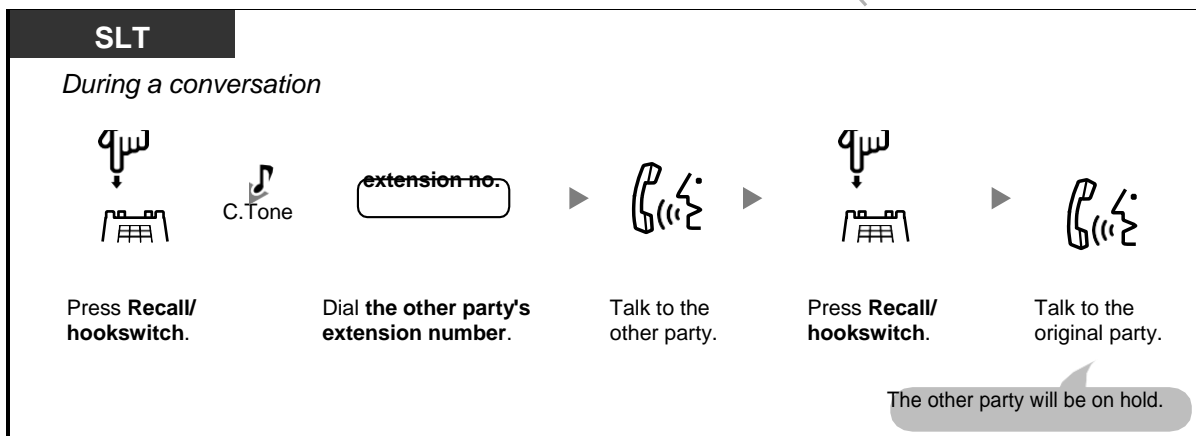 SLT
During a conversation
extension no.
C.Tone
Press Recall/
hookswitch.
Dial the other party's
extension number.
Talk to the
other party.
Press Recall/
hookswitch.
Talk to the
original party.
The other party will be on hold.